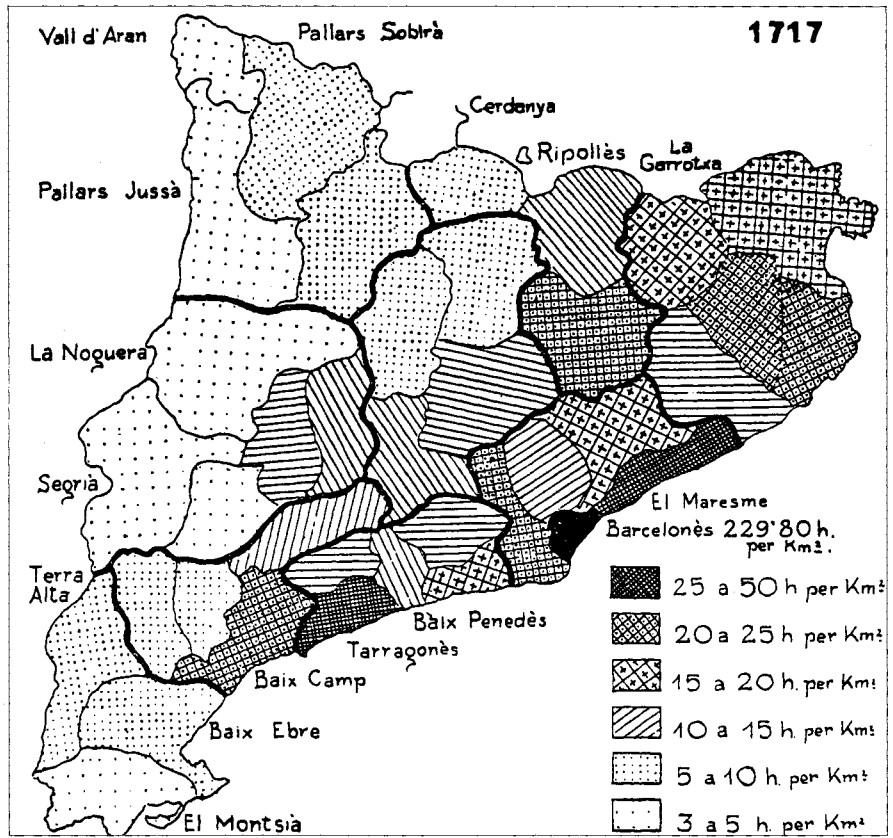 1717
Vall d'Aran
Pallars Sobirà
Cerdanya
Ripollès
La
Garrotxa
Pallars Jussà
La Noguera
Segrià
El Maresme
Barcelonès 229'80 h.
per Km².
Terra
Alta
Baix Penedès
Tarragonès
Baix Camp
Baix Ebre
El Montsià
25 a 50 h per Km²
20 a 25 h per Km²
15 a 20 h. per Km²
10 a 15 h. per Km²
5 a 10 h. per Km²
3 a 5 h. per Km²